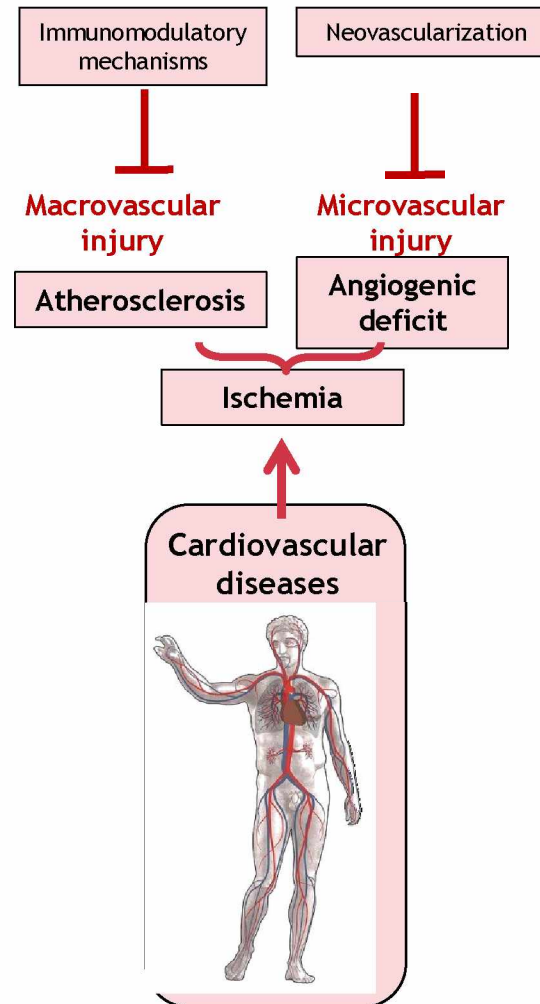 Immunomodulatory
mechanisms
Neovascularization
Macrovascular
injury
Microvascular
injury
Atherosclerosis
Angiogenic
deficit
Ischemia
Cardiovascular
diseases